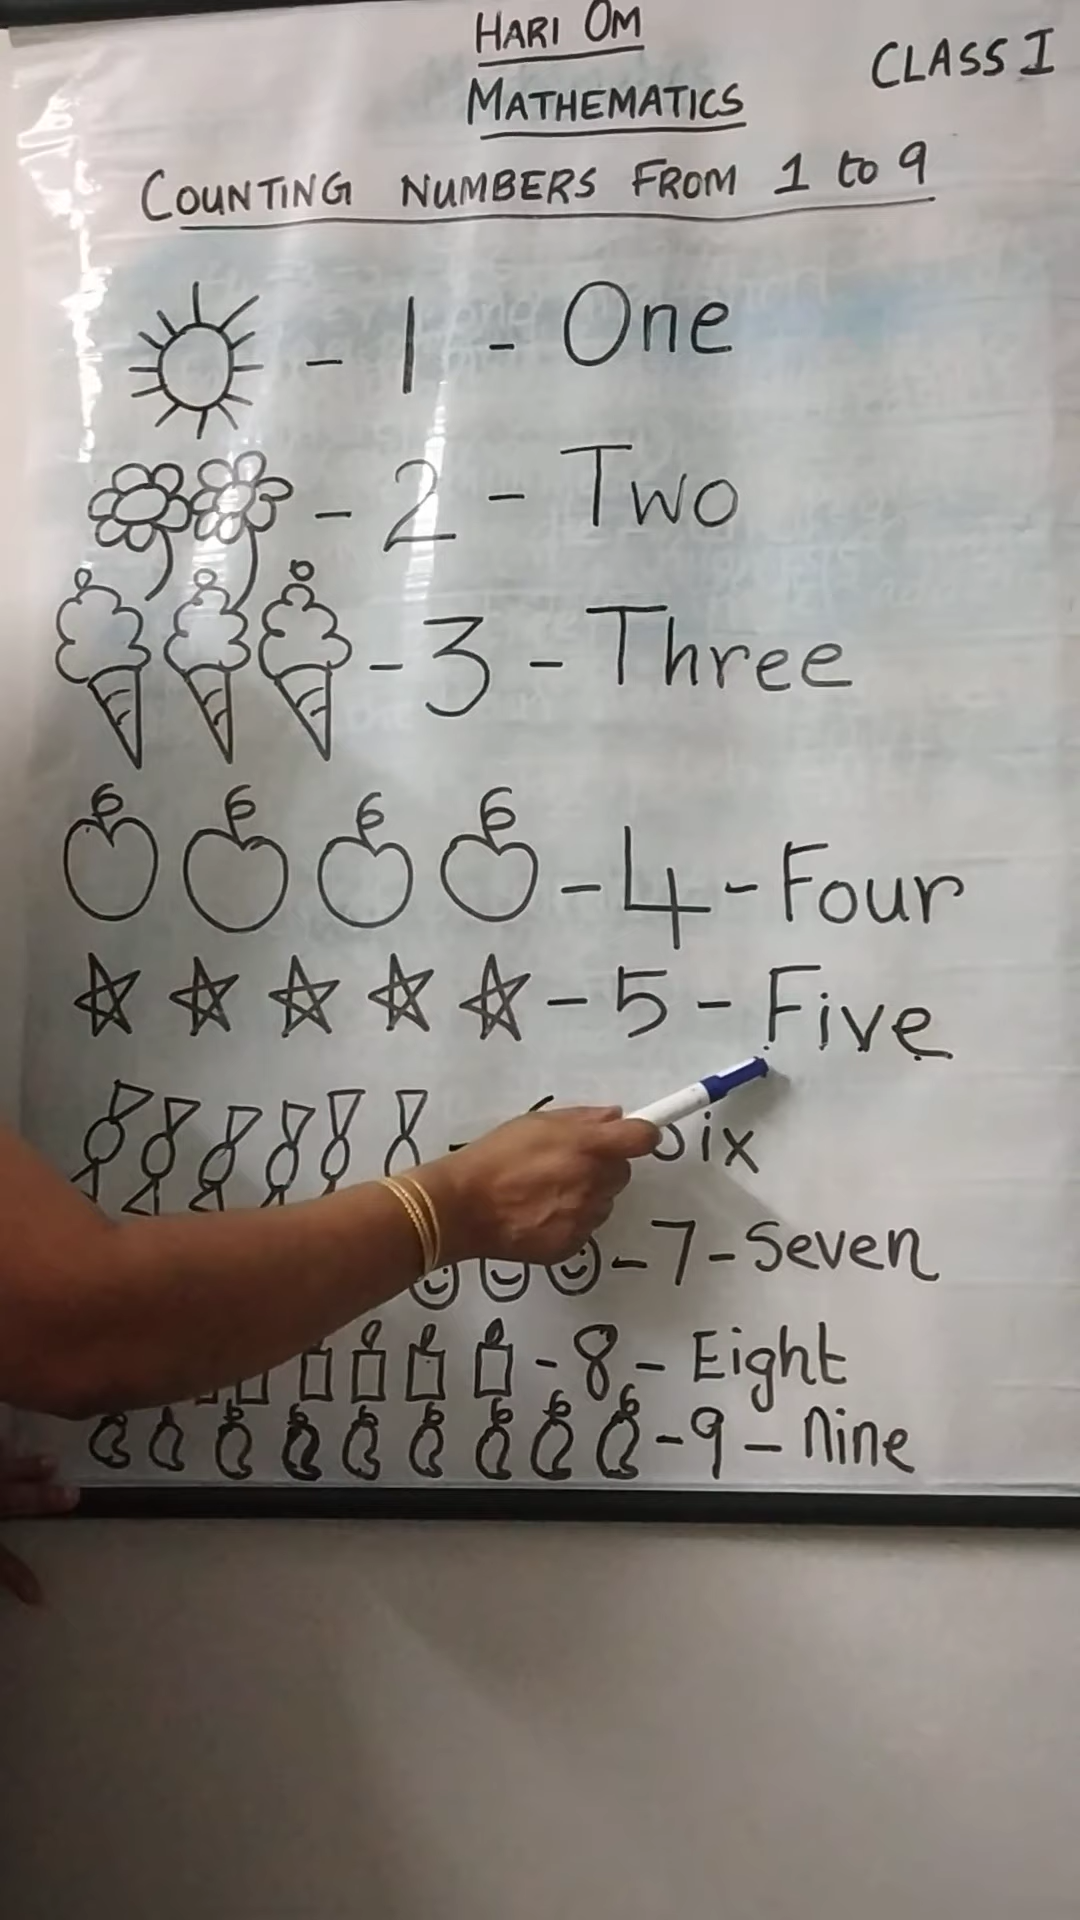 HARI OM
MATHEMATICS
CLASS I
COUNTING NUMBERS FROM 1 to 9
- 1 - One
- 2 - Two
- 3 - Three
- 4 - Four
- 5 - Five
- Six
- 7 - Seven
- 8 - Eight
- 9 - Nine